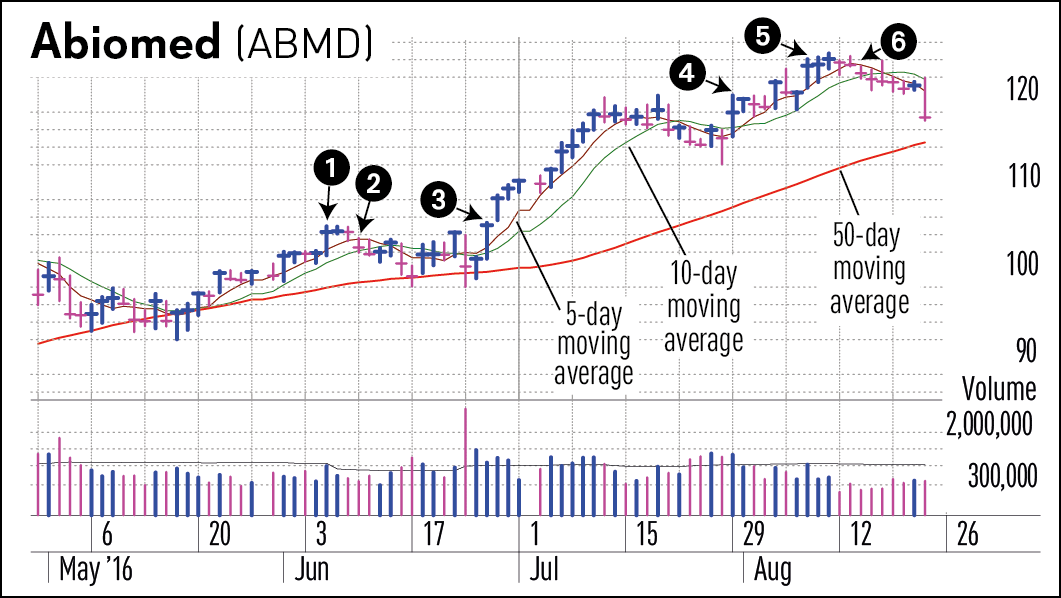 Abiomed (ABMD)
5
6
4
120
1
2
3
110
100
50-day
moving
average
10-day
moving
average
5-day
moving
average
90
Volume
2,000,000
300,000
6
20
3
17
1
15
29
12
26
May '16
Jun
Jul
Aug